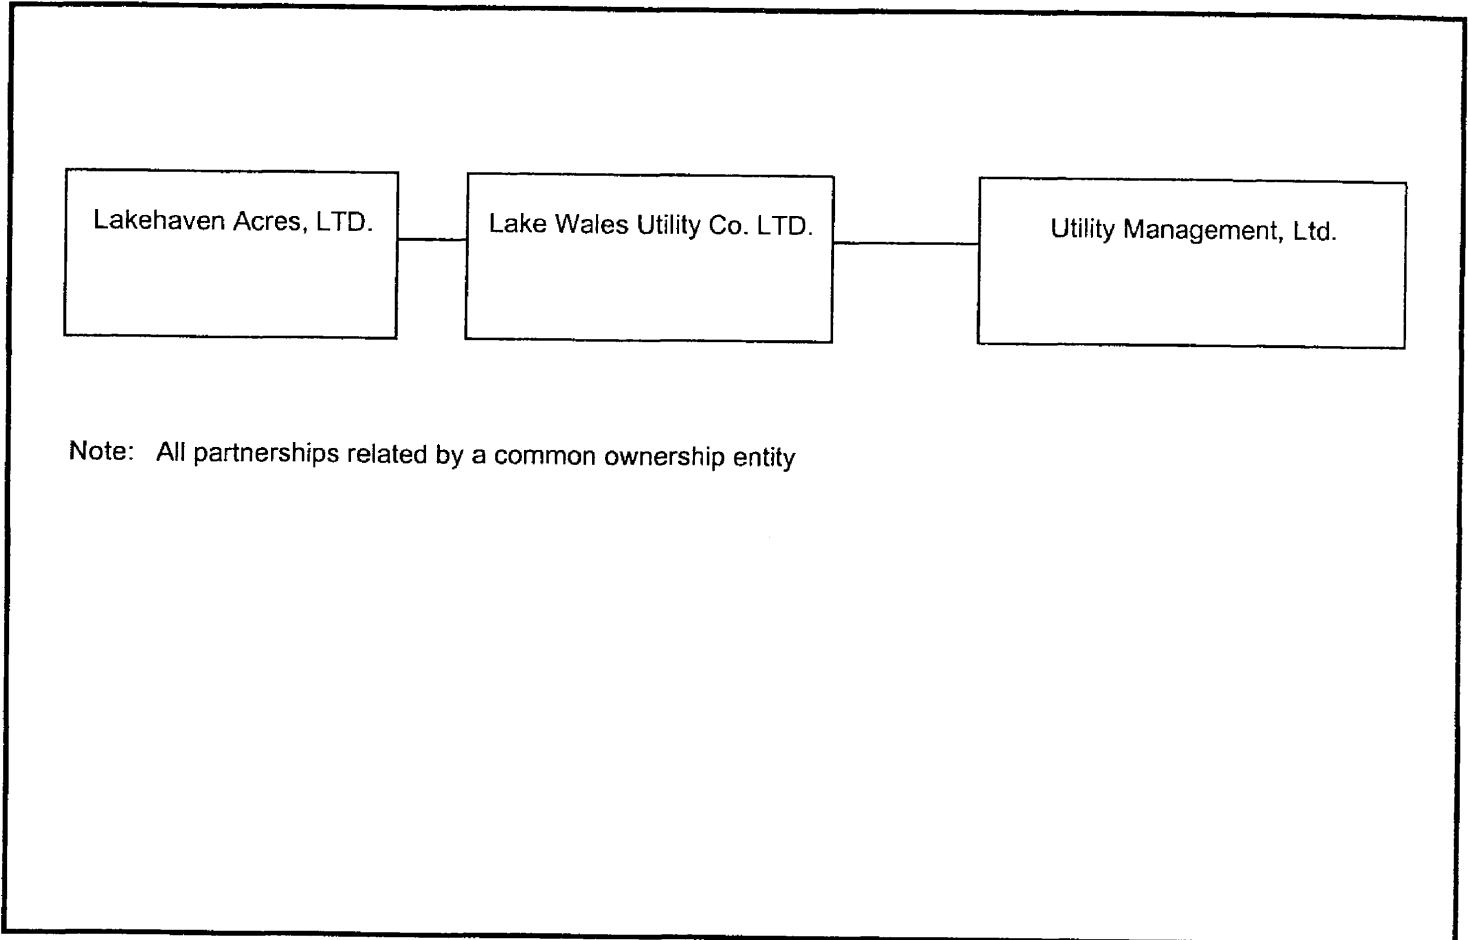 Lakehaven Acres, LTD.
Lake Wales Utility Co. LTD.
Utility Management, Ltd.
Note: All partnerships related by a common ownership entity